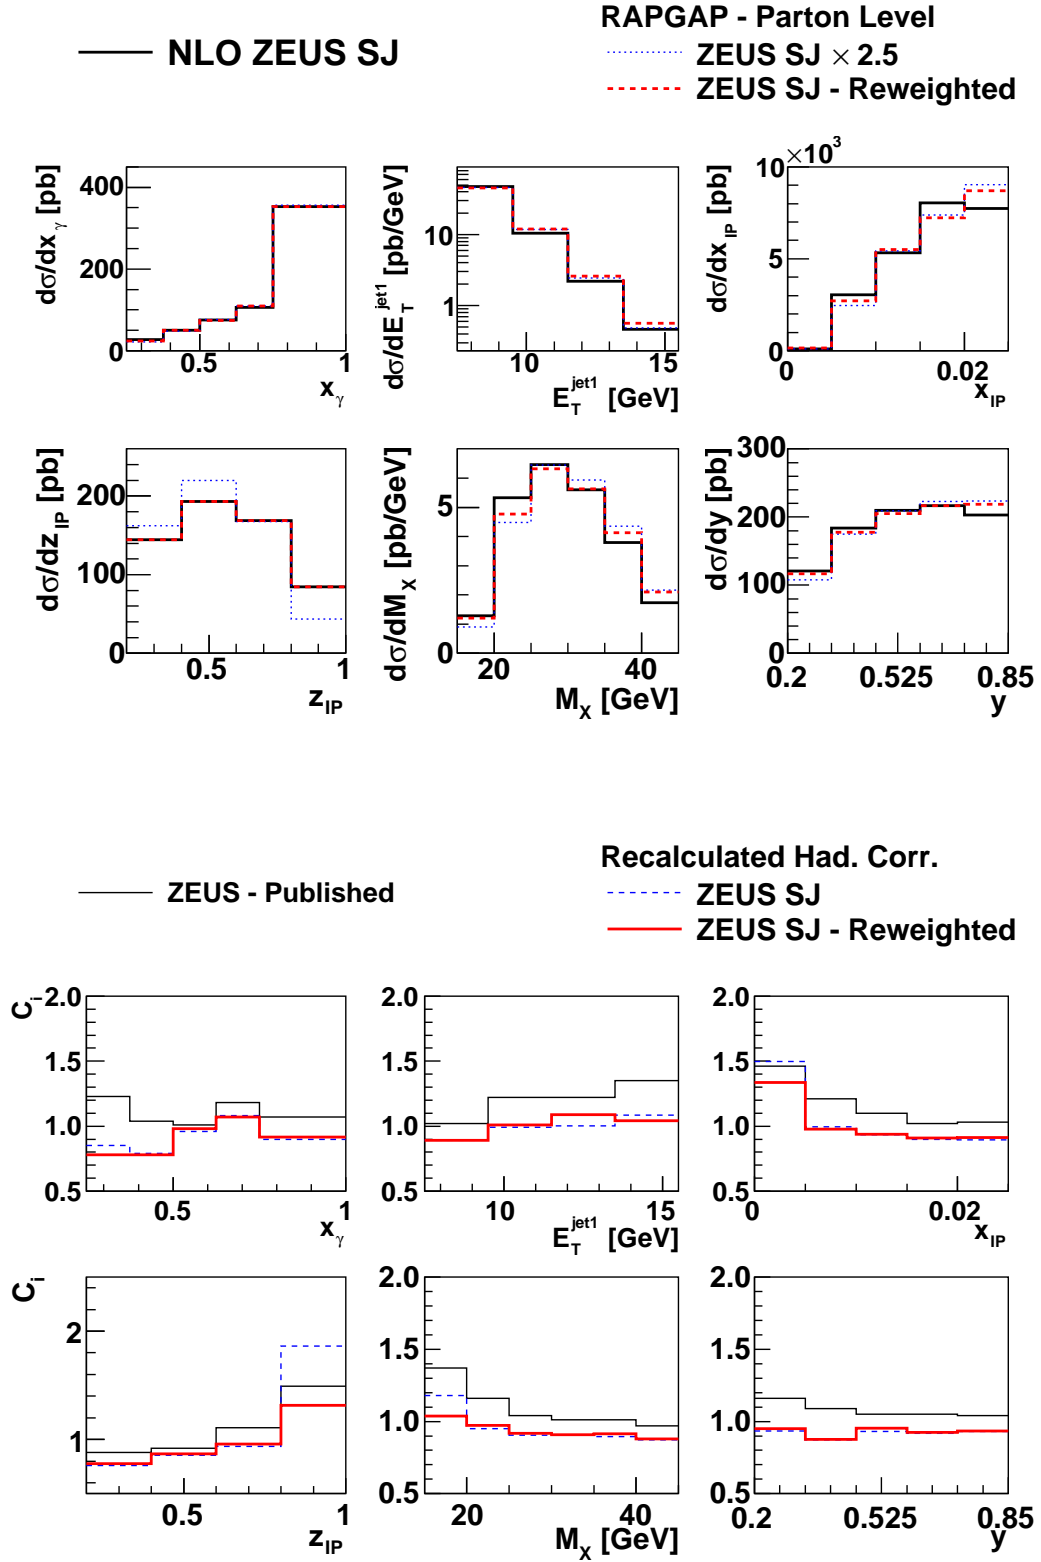 NLO ZEUS SJ
RAPGAP - Parton Level
ZEUS SJ × 2.5
ZEUS SJ - Reweighted
dσ/dx_γ [pb]
400
200
0
0.5
1
x_γ
dσ/dE_T^jet1 [pb/GeV]
10
1
10
15
E_T^jet1 [GeV]
dσ/dx_IP [pb]
×10^3
10
5
0
0
0.02
x_IP
dσ/dz_IP [pb]
200
100
0
0.5
1
z_IP
dσ/dM_X [pb/GeV]
5
0
20
40
M_X [GeV]
dσ/dy [pb]
300
200
100
0
0.2
0.525
0.85
y
ZEUS - Published
Recalculated Had. Corr.
ZEUS SJ
ZEUS SJ - Reweighted
C_i
2.0
1.5
1.0
0.5
0.5
1
x_γ
2.0
1.5
1.0
0.5
10
15
E_T^jet1 [GeV]
2.0
1.5
1.0
0.5
0
0.02
x_IP
C_i
2
1
0.5
1
z_IP
2.0
1.5
1.0
0.5
20
40
M_X [GeV]
2.0
1.5
1.0
0.5
0.2
0.525
0.85
y